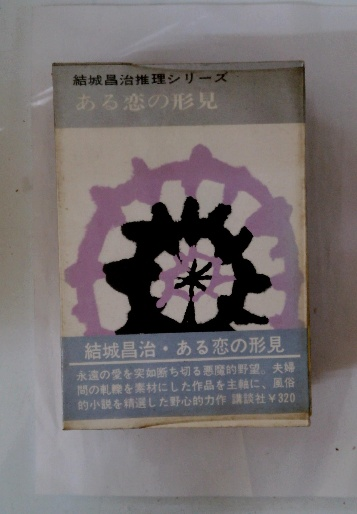 結城昌治推理シリーズ
ある恋の形見
結城昌治・ある恋の形見
永遠の愛を突如断ち切る悪魔的野望。夫婦
間の軋轢を素材にした作品を主軸に、風俗
的小説を精選した野心的力作 講談社￥320